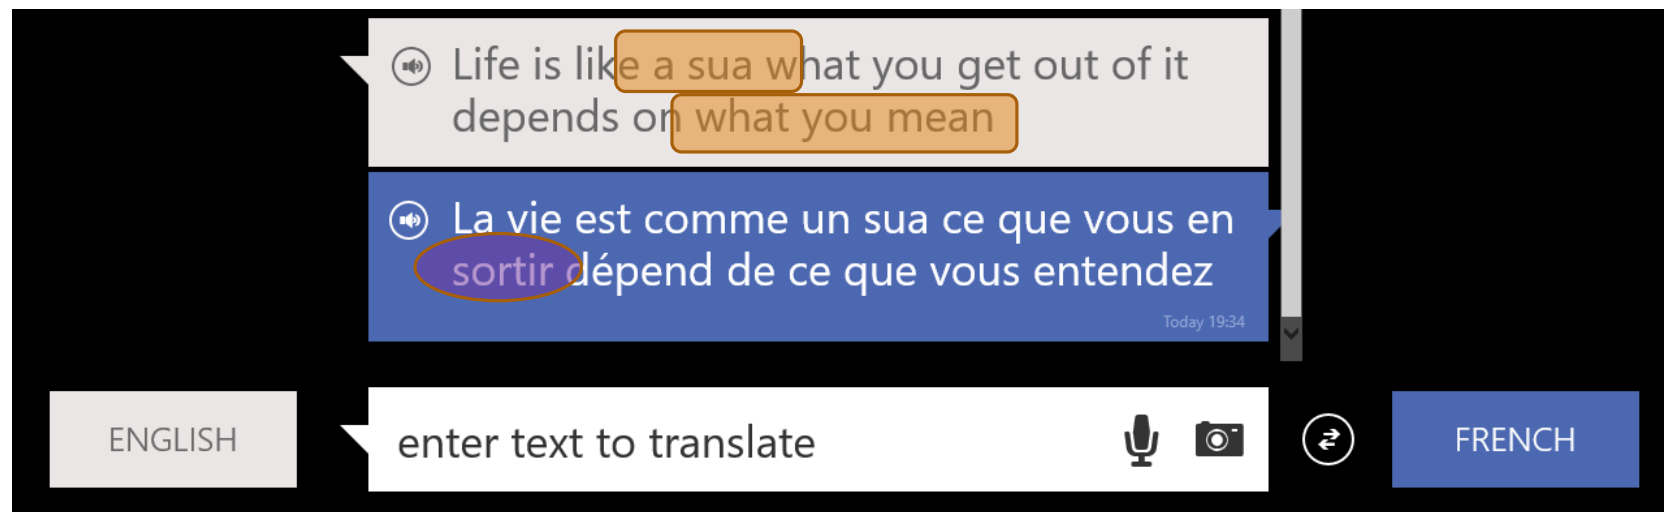 Life is like a sua what you get out of it
depends on what you mean
La vie est comme un sua ce que vous en
sortir dépend de ce que vous entendez
Today 19:34
ENGLISH
enter text to translate
FRENCH